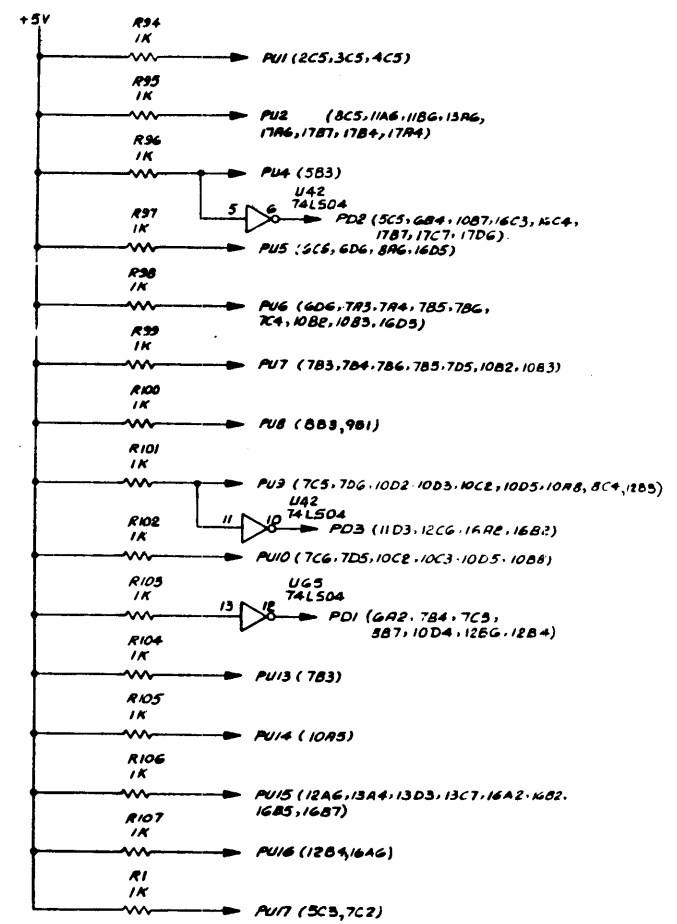 +5V
R94
1K
PU1 (2C5,3C5,4C5)
R95
1K
PU2 (8C5,11A6,11B6,13A6,
17A6,17B7,17B4,17A4)
R96
1K
PU4 (5B3)
U42
74LS04
5 6
PD2 (5C5,6B4,10B7,16C3,16C4,
17B7,17C7,17D6)
R97
1K
PU5 (6C6,6D6,8A6,16D5)
R98
1K
PU6 (6D6,7A3,7A4,7B5,7B6,
7C4,10B2,10B3,16D5)
R99
1K
PU7 (7B3,7B4,7B6,7B5,7D5,10B2,10B3)
R100
1K
PU8 (8B3,9B1)
R101
1K
PU9 (7C5,7D6,10D2,10D3,10C2,10D5,10A8,8C4,12B5)
U42
74LS04
11 10
PD3 (11D3,12C6,16A2,16B2)
R102
1K
PU10 (7C6,7D5,10C2,10C3,10D5,10B8)
R103
1K
U65
74LS04
13 12
PD1 (6A2,7B4,7C5,
8B7,10D4,12B6,12B4)
R104
1K
PU13 (7B3)
R105
1K
PU14 (10A5)
R106
1K
PU15 (12A6,13A4,13D3,13C7,16A2,16B2,
16B5,16B7)
R107
1K
PU16 (12B4,16A6)
R1
1K
PU17 (5C3,7C2)